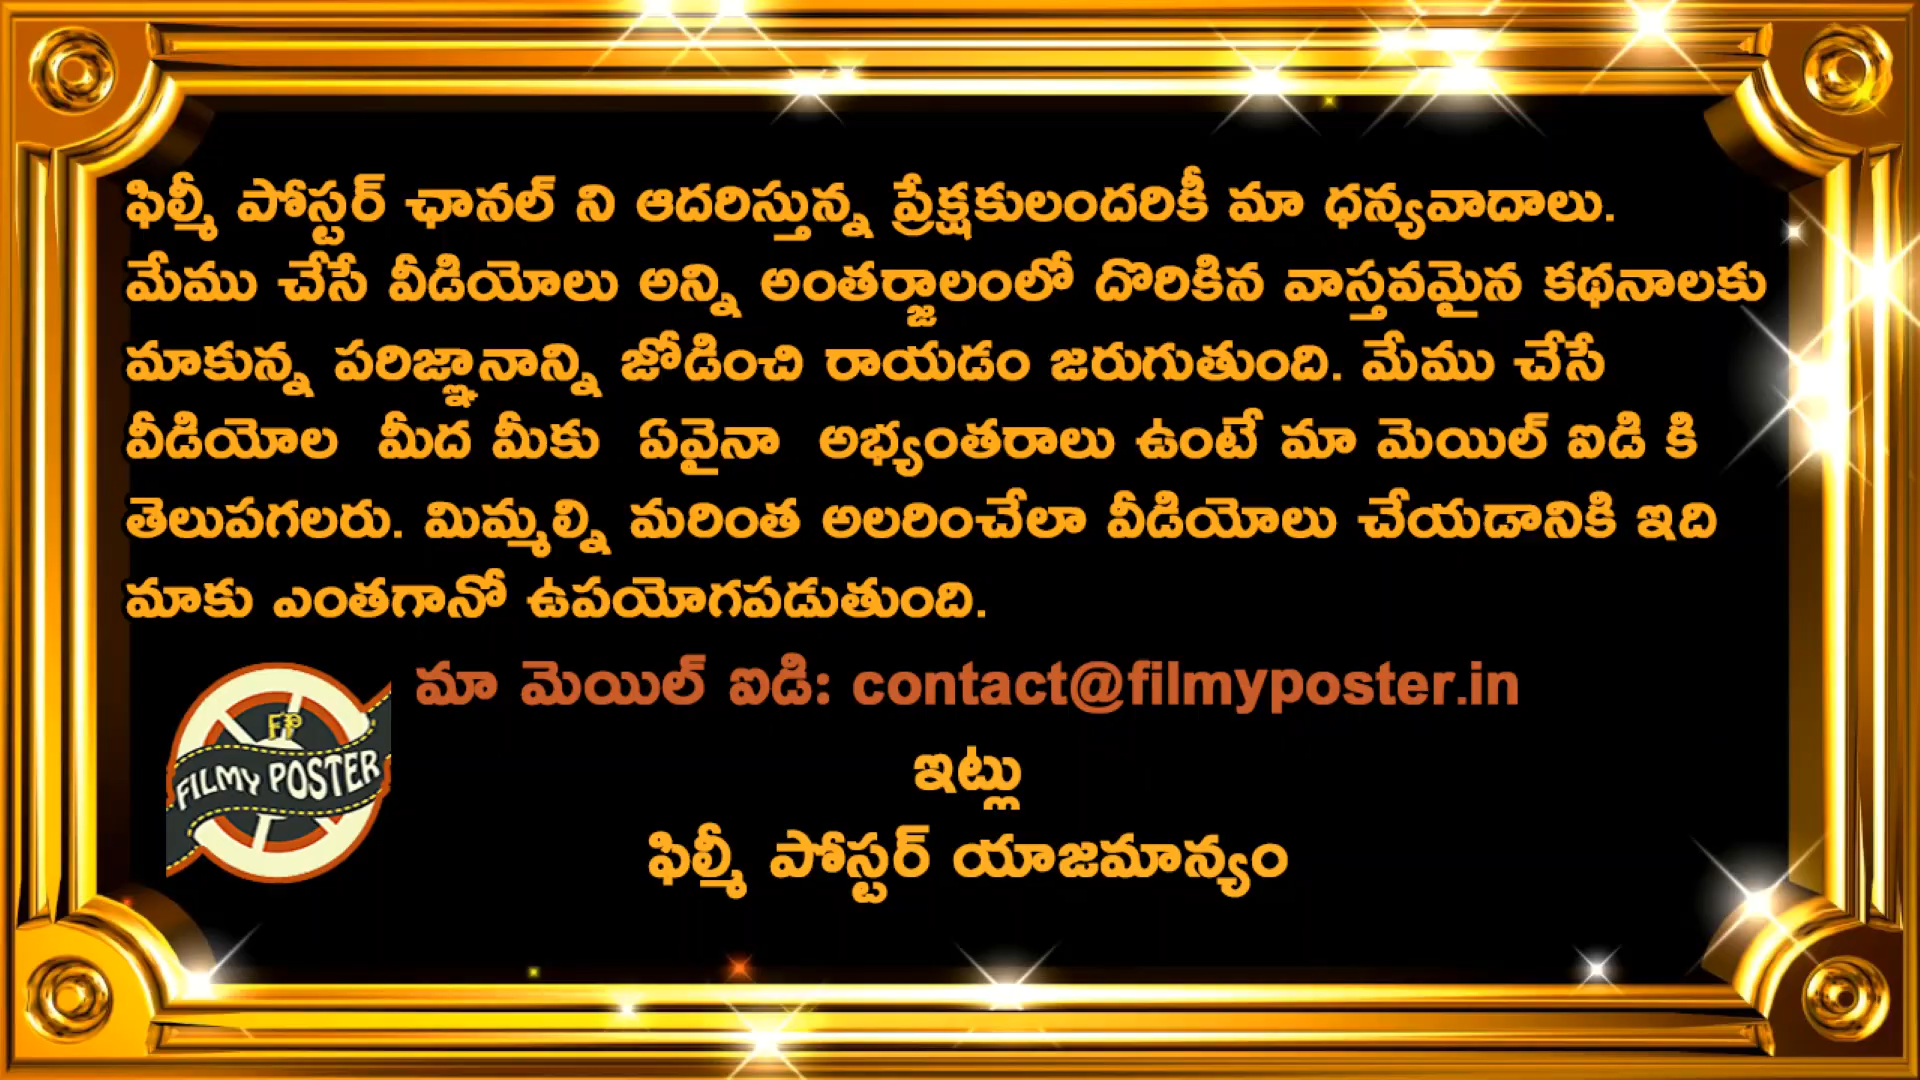 ఫిల్మీ పోస్టర్ ఛానల్ ని ఆదరిస్తున్న ప్రేక్షకులందరికీ మా ధన్యవాదాలు.
మేము చేసే వీడియోలు అన్ని అంతర్జాలంలో దొరికిన వాస్తవమైన కథనాలకు
మాకున్న పరిజ్ఞానాన్ని జోడించి రాయడం జరుగుతుంది. మేము చేసే
వీడియోల మీద మీకు ఏవైనా అభ్యంతరాలు ఉంటే మా మెయిల్ ఐడి కి
తెలుపగలరు. మిమ్మల్ని మరింత అలరించేలా వీడియోలు చేయడానికి ఇది
మాకు ఎంతగానో ఉపయోగపడుతుంది.
మా మెయిల్ ఐడి: contact@filmyposter.in
FP
FILMY POSTER
ఇట్లు
ఫిల్మీ పోస్టర్ యాజమాన్యం